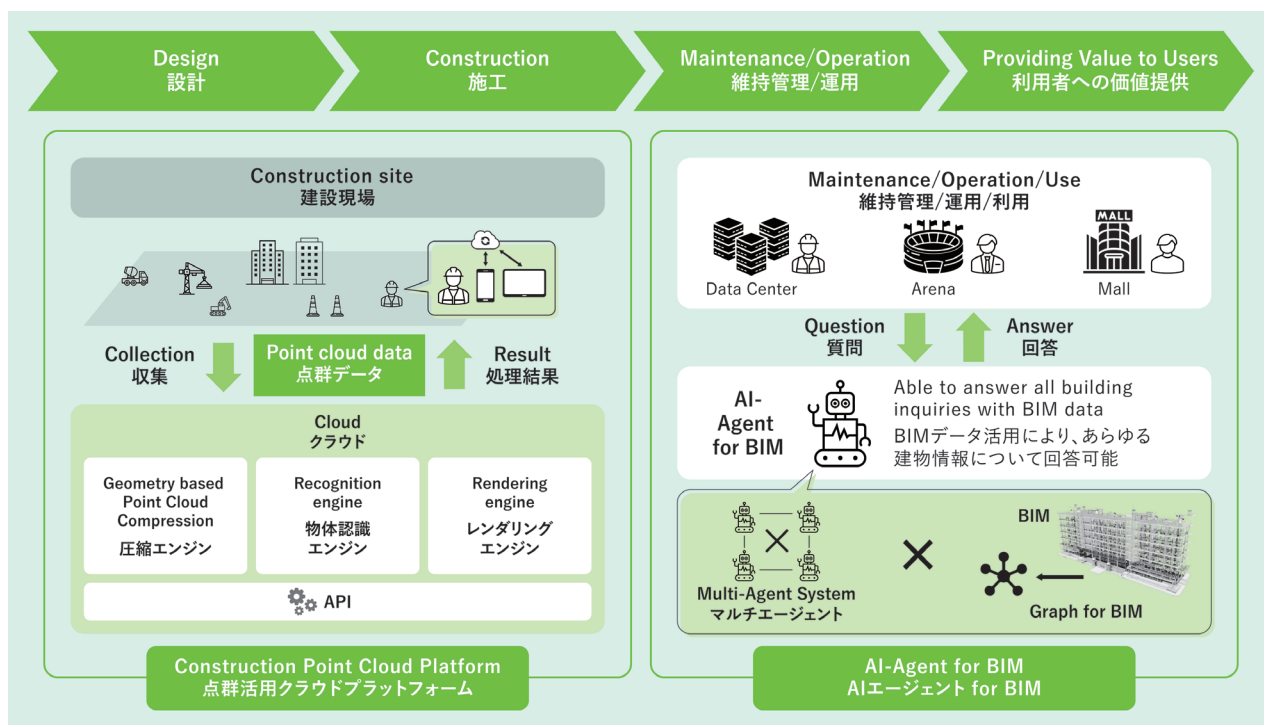 Design
設計
Construction
施工
Maintenance/Operation
維持管理/運用
Providing Value to Users
利用者への価値提供
Construction site
建設現場
Collection
収集
Point cloud data
点群データ
Result
処理結果
Cloud
クラウド
Geometry based
Point Cloud
Compression
圧縮エンジン
Recognition
engine
物体認識
エンジン
Rendering
engine
レンダリング
エンジン
API
Construction Point Cloud Platform
点群活用クラウドプラットフォーム
Maintenance/Operation/Use
維持管理/運用/利用
MALL
Data Center
Arena
Mall
Question
質問
Answer
回答
AI-
Agent
for BIM
Able to answer all building
inquiries with BIM data
BIMデータ活用により、あらゆる
建物情報について回答可能
Multi-Agent System
マルチエージェント
BIM
Graph for BIM
AI-Agent for BIM
AIエージェント for BIM